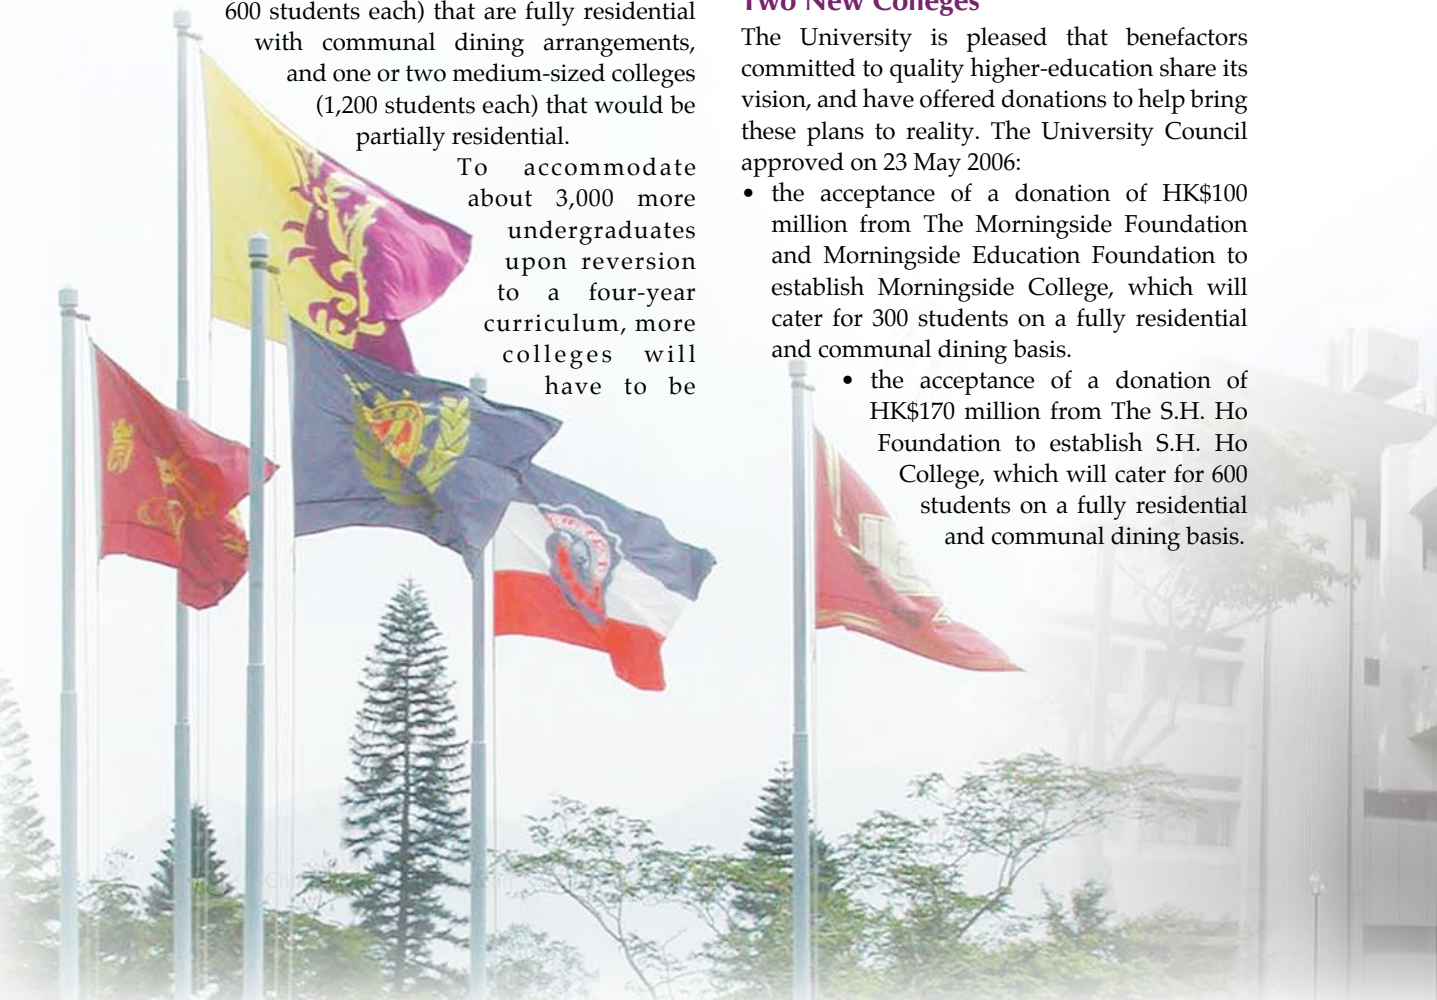 600 students each) that are fully residential
with communal dining arrangements,
and one or two medium-sized colleges
(1,200 students each) that would be
partially residential.
To accommodate
about 3,000 more
undergraduates
upon reversion
to a four-year
curriculum, more
colleges will
have to be
Two New Colleges
The University is pleased that benefactors
committed to quality higher-education share its
vision, and have offered donations to help bring
these plans to reality. The University Council
approved on 23 May 2006:
• the acceptance of a donation of HK$100
million from The Morningside Foundation
and Morningside Education Foundation to
establish Morningside College, which will
cater for 300 students on a fully residential
and communal dining basis.
• the acceptance of a donation of
HK$170 million from The S.H. Ho
Foundation to establish S.H. Ho
College, which will cater for 600
students on a fully residential
and communal dining basis.